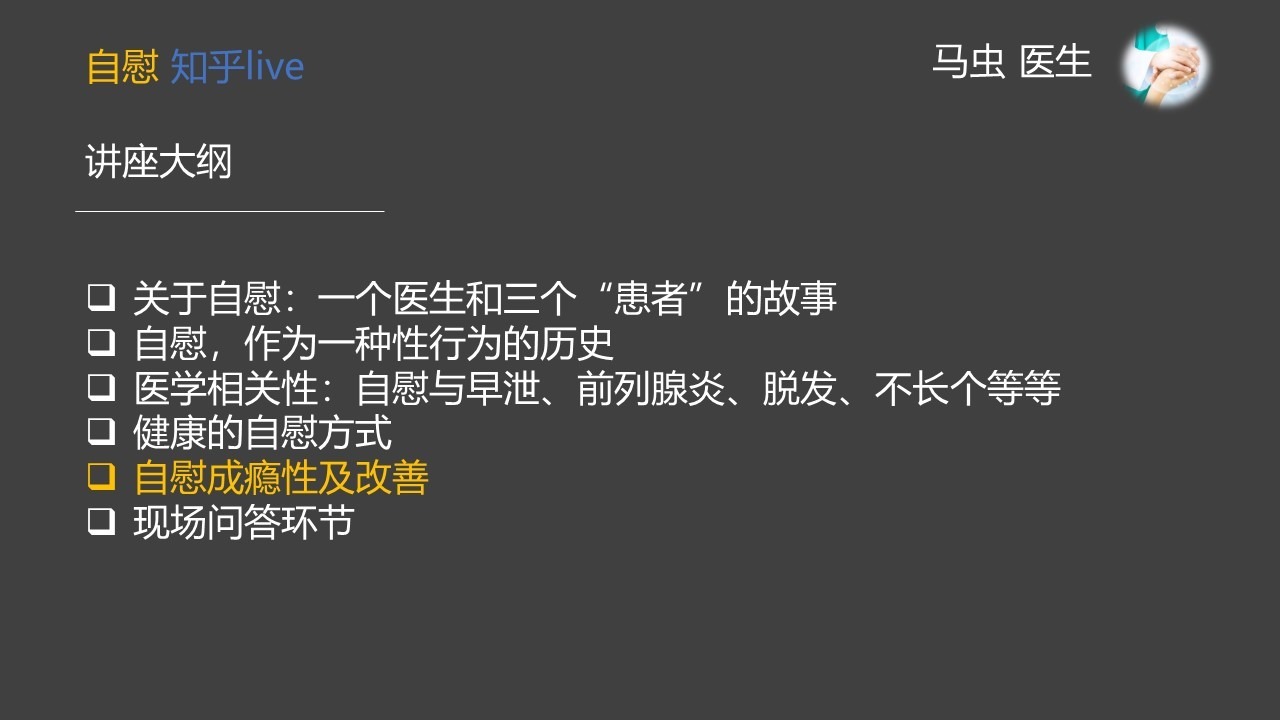 自慰 知乎live
马虫 医生
讲座大纲
关于自慰：一个医生和三个“患者”的故事
自慰，作为一种性行为的历史
医学相关性：自慰与早泄、前列腺炎、脱发、不长个等等
健康的自慰方式
自慰成瘾性及改善
现场问答环节